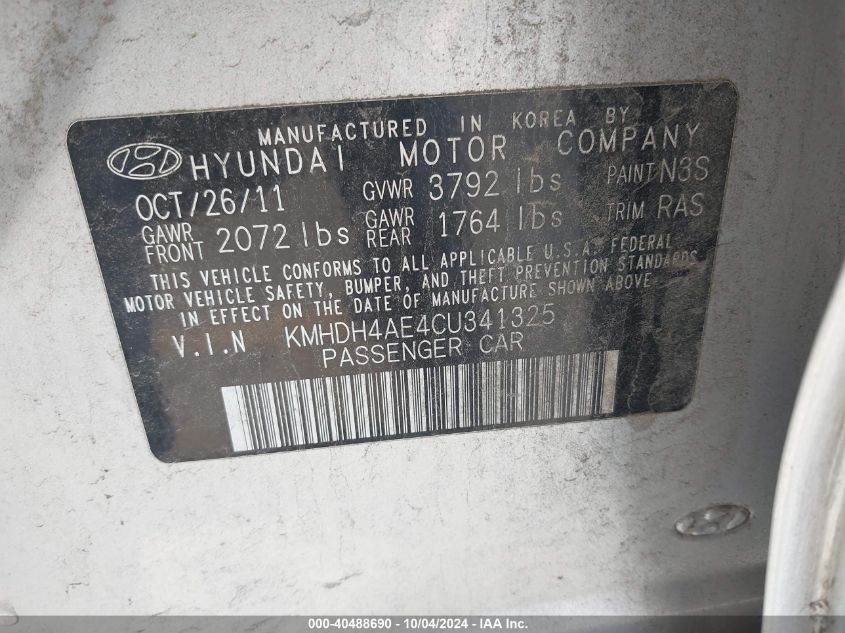 MANUFACTURED IN KOREA BY
HYUNDAI MOTOR COMPANY
OCT/26/11 GVWR 3792 lbs PAINT N3S
GAWR FRONT 2072 lbs GAWR REAR 1764 lbs TRIM RAS
THIS VEHICLE CONFORMS TO ALL APPLICABLE U.S.A. FEDERAL
MOTOR VEHICLE SAFETY, BUMPER, AND THEFT PREVENTION STANDARDS
IN EFFECT ON THE DATE OF MANUFACTURE SHOWN ABOVE.
V.I.N KMHDH4AE4CU341325
PASSENGER CAR
000-40488690 - 10/04/2024 - IAA Inc.